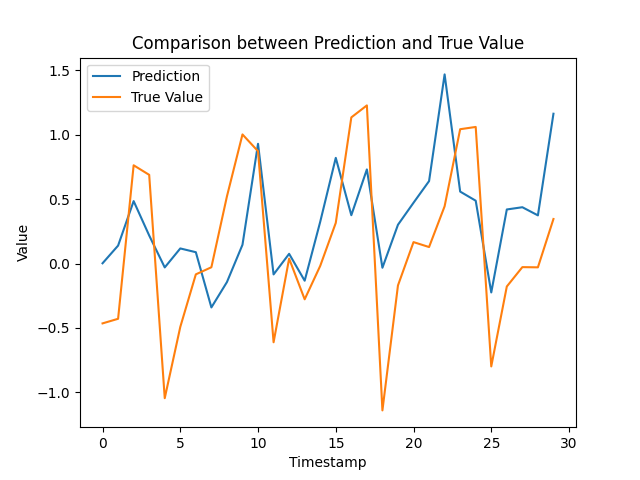 Comparison between Prediction and True Value
Prediction
True Value
1.5
1.0
0.5
0.0
−0.5
−1.0
Value
0 5 10 15 20 25 30
Timestamp